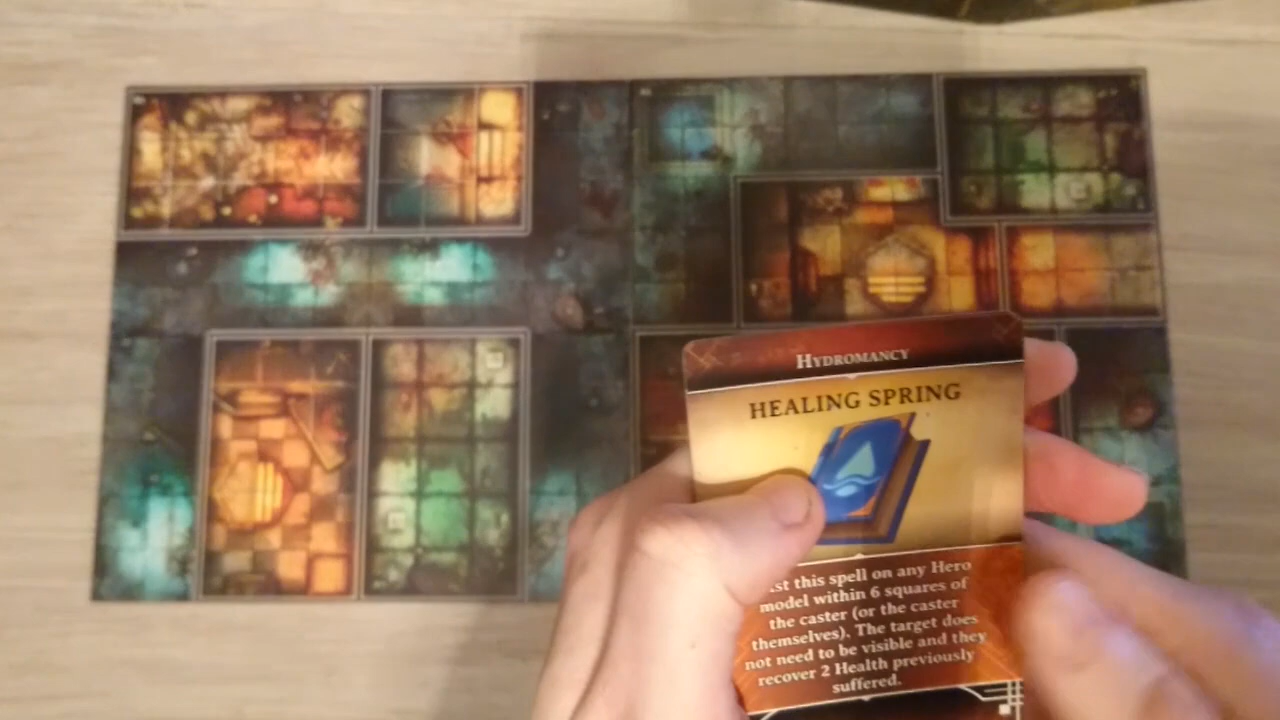 HYDROMANCY
HEALING SPRING
this spell on any Hero
model within 6 squares of
the caster (or the caster
themselves). The target does
not need to be visible and they
recover 2 Health previously
suffered.